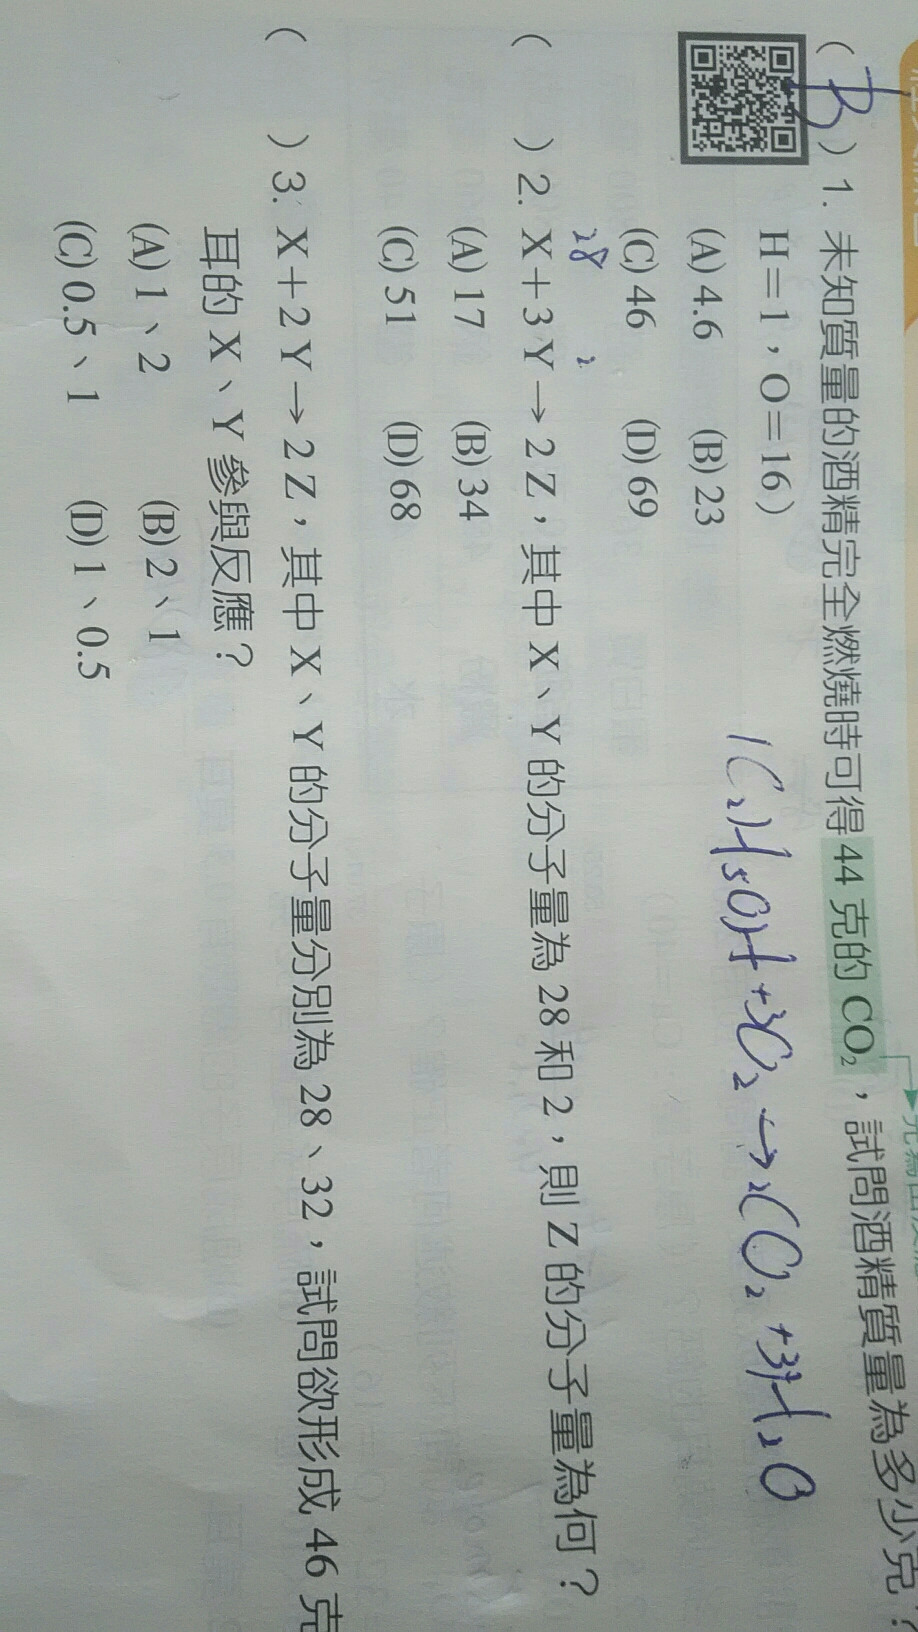 ( B ) 1. 未知質量的酒精完全燃燒時可得 44 克的 CO₂,試問酒精質量為多少克?
H=1,O=16)
1C₂H₅OH+3O₂→2CO₂+3H₂O
(A) 4.6 (B) 23
(C) 46 (D) 69
( ) 2. X+3Y→2Z,其中 X、Y 的分子量為 28 和 2,則 Z 的分子量為何?
28 2
(A) 17 (B) 34
(C) 51 (D) 68
( ) 3. X+2Y→2Z,其中 X、Y 的分子量分別為 28、32,試問欲形成 46 克
耳的 X、Y 參與反應?
(A) 1、2 (B) 2、1
(C) 0.5、1 (D) 1、0.5